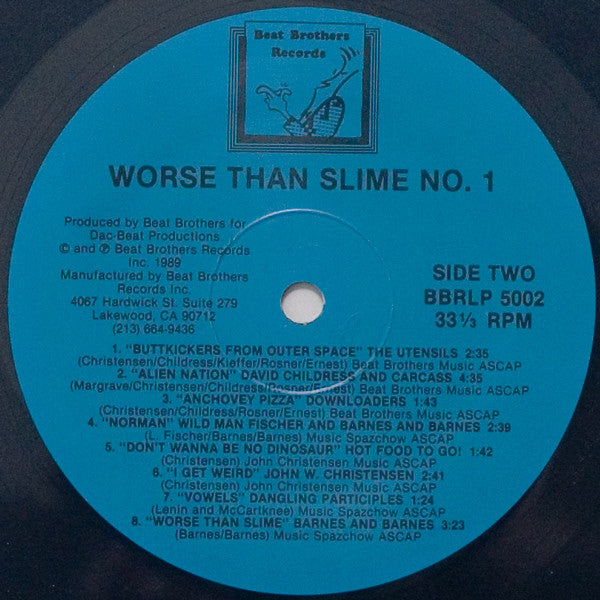 Beat Brothers
Records
WORSE THAN SLIME NO. 1
Produced by Beat Brothers for
Dac-Beat Productions
© and ℗ Beat Brothers Records
Inc. 1989
Manufactured by Beat Brothers
Records Inc.
4067 Hardwick St. Suite 279
Lakewood, CA 90712
(213) 664-9436
SIDE TWO
BBRLP 5002
33⅓ RPM
1. "BUTTKICKERS FROM OUTER SPACE" THE UTENSILS 2:35
(Christensen/Childress/Kieffer/Rosner/Ernest) Beat Brothers Music ASCAP
2. "ALIEN NATION" DAVID CHILDRESS AND CARCASS 4:35
(Margrave/Christensen/Childress/Rosner/Ernest) Beat Brothers Music ASCAP
3. "ANCHOVEY PIZZA" DOWNLOADERS 1:43
(Christensen/Childress/Rosner/Ernest) Beat Brothers Music ASCAP
4. "NORMAN" WILD MAN FISCHER AND BARNES AND BARNES 2:39
(L. Fischer/Barnes/Barnes) Music Spazchow ASCAP
5. "DON'T WANNA BE NO DINOSAUR" HOT FOOD TO GO! 1:42
(Christensen) John Christensen Music ASCAP
6. "I GET WEIRD" JOHN W. CHRISTENSEN 2:41
(Christensen) John Christensen Music ASCAP
7. "VOWELS" DANGLING PARTICIPLES 1:24
(Lenin and McCartknee) Music Spazchow ASCAP
8. "WORSE THAN SLIME" BARNES AND BARNES 3:23
(Barnes/Barnes) Music Spazchow ASCAP